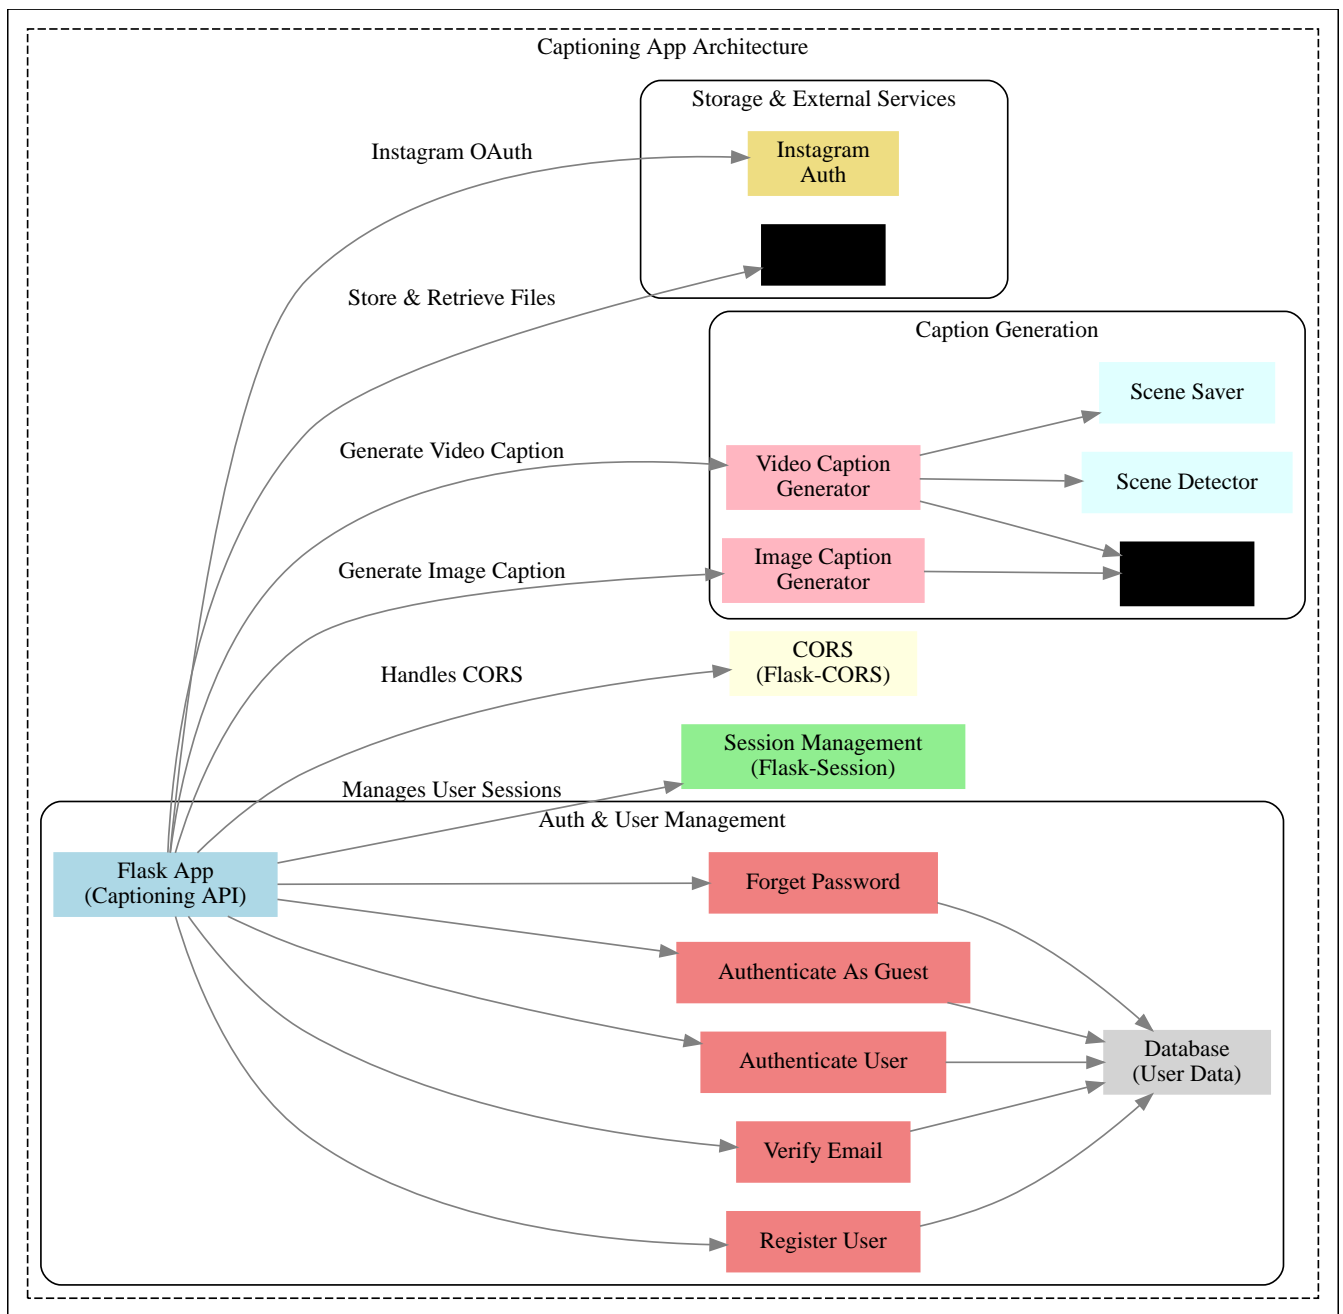 Captioning App Architecture
Storage & External Services
Instagram OAuth
Instagram
Auth
Store & Retrieve Files
Caption Generation
Scene Saver
Generate Video Caption
Video Caption
Generator
Scene Detector
Generate Image Caption
Image Caption
Generator
CORS
(Flask-CORS)
Handles CORS
Session Management
(Flask-Session)
Manages User Sessions
Auth & User Management
Flask App
(Captioning API)
Forget Password
Authenticate As Guest
Authenticate User
Database
(User Data)
Verify Email
Register User